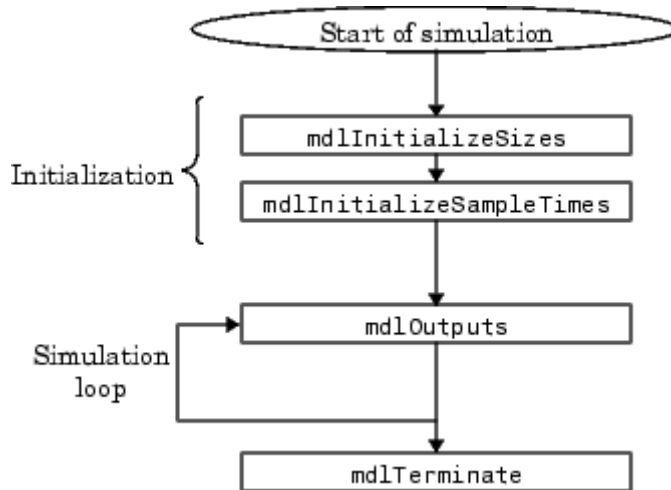 Start of simulation
mdlInitializeSizes
Initialization
mdlInitializeSampleTimes
mdlOutputs
Simulation
loop
mdlTerminate